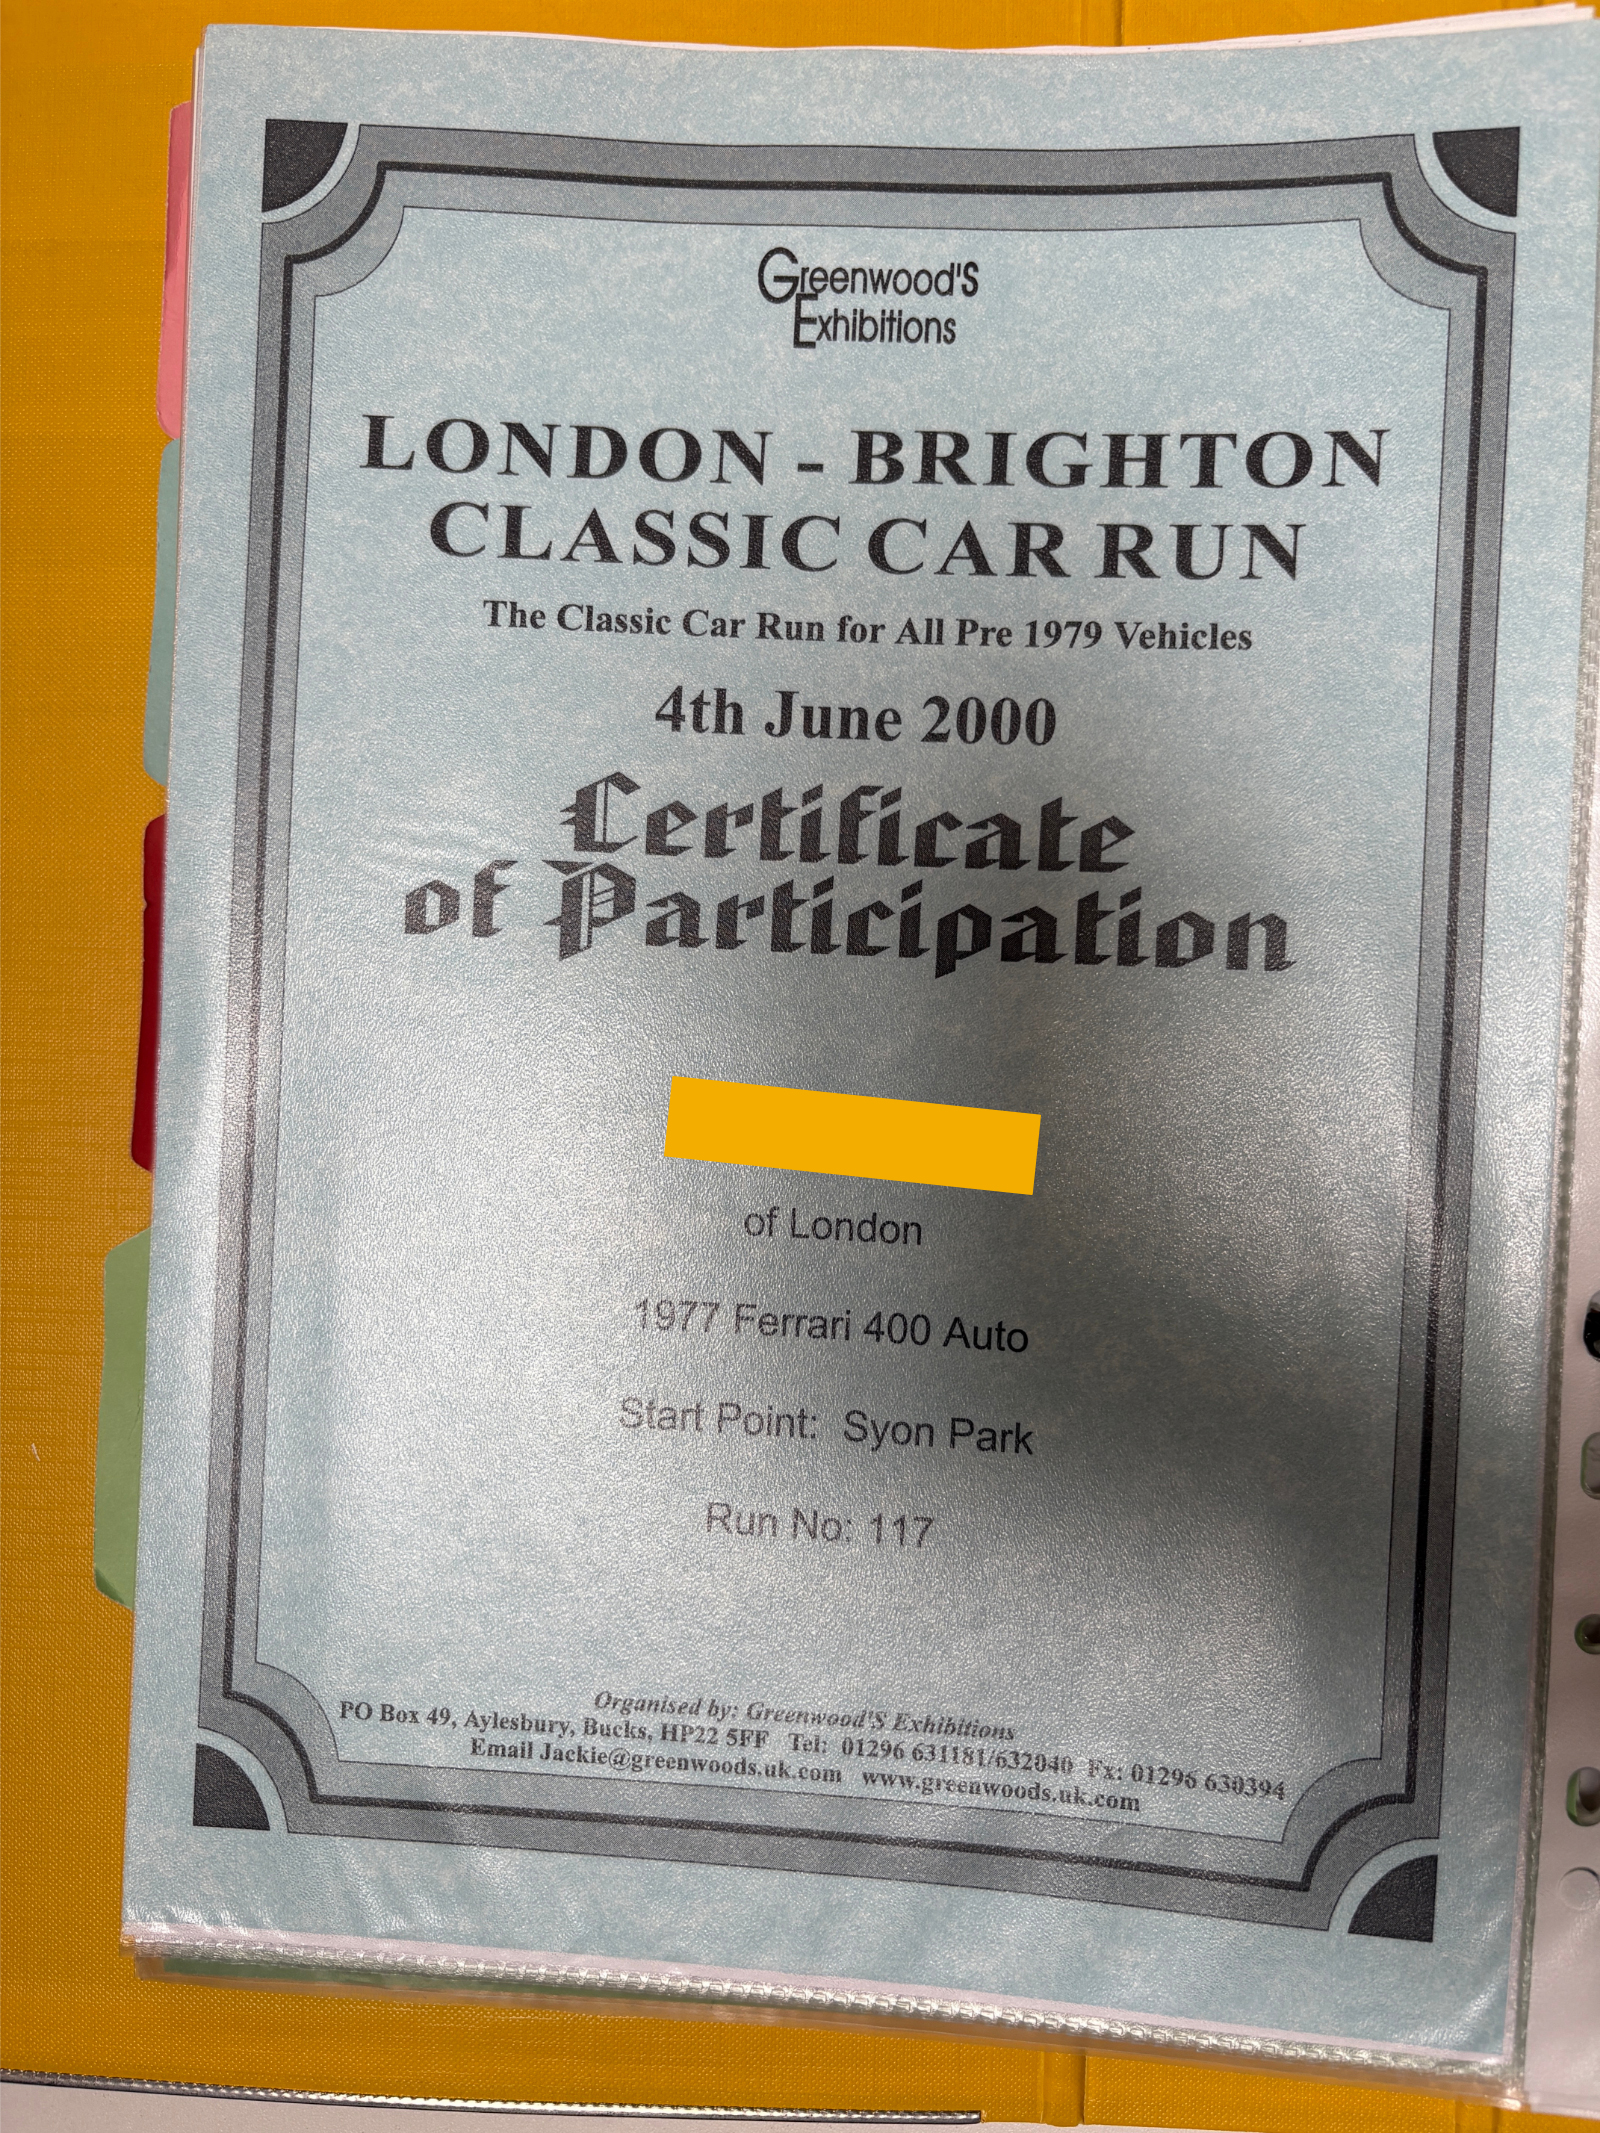 Greenwood'S
Exhibitions
LONDON - BRIGHTON
CLASSIC CAR RUN
The Classic Car Run for All Pre 1979 Vehicles
4th June 2000
Certificate
of Participation
of London
1977 Ferrari 400 Auto
Start Point: Syon Park
Run No: 117
Organised by: Greenwood'S Exhibitions
PO Box 49, Aylesbury, Bucks, HP22 5FF Tel: 01296 631181/632040 Fx: 01296 630394
Email Jackie@greenwoods.uk.com www.greenwoods.uk.com